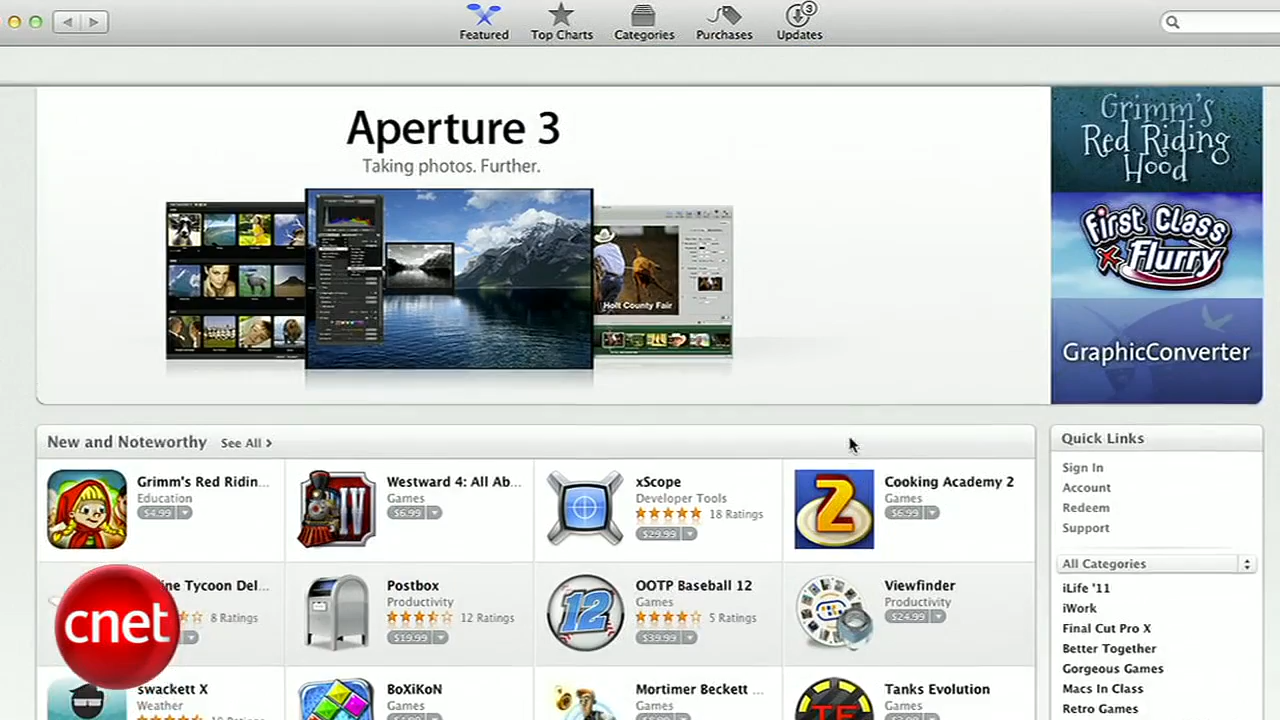 3
Featured
Top Charts
Categories
Purchases
Updates
Aperture 3
Taking photos. Further.
Holt County Fair
Grimm's
Red Riding
Hood
First Class
Flurry
GraphicConverter
New and Noteworthy See All >
Grimm's Red Ridin...
Education
$4.99
Westward 4: All Ab...
Games
$6.99
IV
xScope
Developer Tools
18 Ratings
$29.99
2
Cooking Academy 2
Games
$6.99
ine Tycoon Del...
8 Ratings
Postbox
Productivity
12 Ratings
$19.99
12
OOTP Baseball 12
Games
5 Ratings
$39.99
Viewfinder
Productivity
$24.99
swackett X
Weather
BoXiKoN
Games
Mortimer Beckett ...
Games
TE
Tanks Evolution
Games
Quick Links
Sign In
Account
Redeem
Support
All Categories
iLife '11
iWork
Final Cut Pro X
Better Together
Gorgeous Games
Macs In Class
Retro Games
cnet